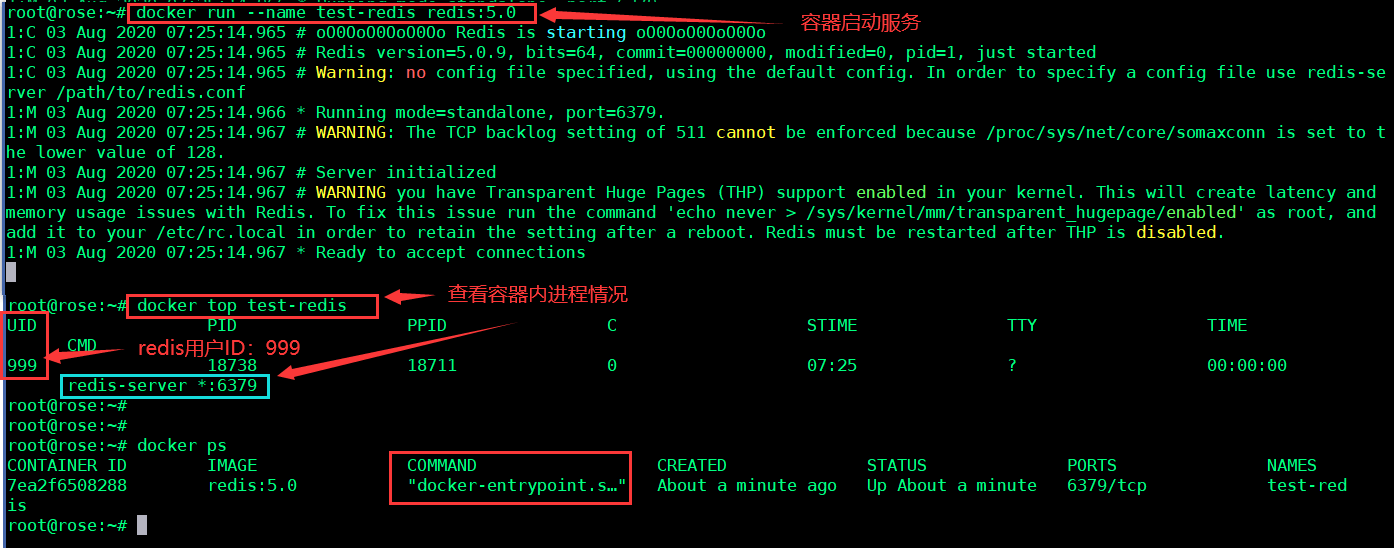 root@rose:~# docker run --name test-redis redis:5.0
容器启动服务
1:C 03 Aug 2020 07:25:14.965 # oO0OoO0OoO0Oo Redis is starting oO0OoO0OoO0Oo
1:C 03 Aug 2020 07:25:14.965 # Redis version=5.0.9, bits=64, commit=00000000, modified=0, pid=1, just started
1:C 03 Aug 2020 07:25:14.965 # Warning: no config file specified, using the default config. In order to specify a config file use redis-se
rver /path/to/redis.conf
1:M 03 Aug 2020 07:25:14.966 * Running mode=standalone, port=6379.
1:M 03 Aug 2020 07:25:14.967 # WARNING: The TCP backlog setting of 511 cannot be enforced because /proc/sys/net/core/somaxconn is set to t
he lower value of 128.
1:M 03 Aug 2020 07:25:14.967 # Server initialized
1:M 03 Aug 2020 07:25:14.967 # WARNING you have Transparent Huge Pages (THP) support enabled in your kernel. This will create latency and
memory usage issues with Redis. To fix this issue run the command 'echo never > /sys/kernel/mm/transparent_hugepage/enabled' as root, and
add it to your /etc/rc.local in order to retain the setting after a reboot. Redis must be restarted after THP is disabled.
1:M 03 Aug 2020 07:25:14.967 * Ready to accept connections
root@rose:~# docker top test-redis
查看容器内进程情况
UID PID PPID C STIME TTY TIME
CMD
redis用户ID：999
999 18738 18711 0 07:25 ? 00:00:00
redis-server *:6379
root@rose:~#
root@rose:~#
root@rose:~# docker ps
CONTAINER ID IMAGE COMMAND CREATED STATUS PORTS NAMES
7ea2f6508288 redis:5.0 "docker-entrypoint.s…" About a minute ago Up About a minute 6379/tcp test-red
is
root@rose:~#